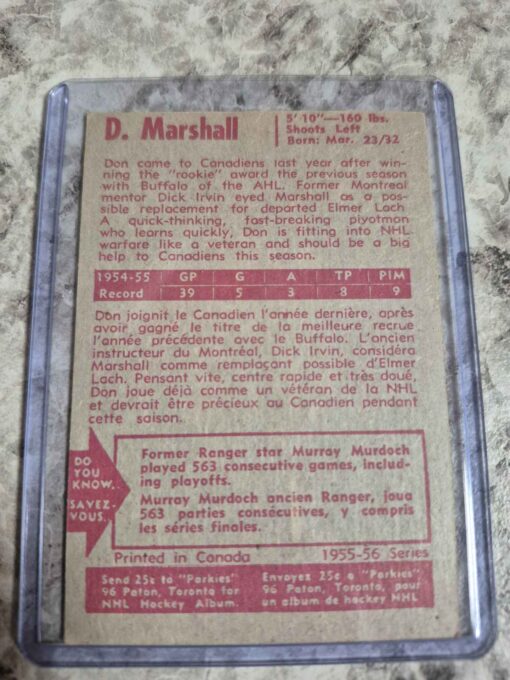 D. Marshall
5' 10"—160 lbs.
Shoots Left
Born: Mar. 23/32
Don came to Canadiens last year after win-
ning the "rookie" award the previous season
with Buffalo of the AHL. Former Montreal
mentor Dick Irvin eyed Marshall as a pos-
sible replacement for departed Elmer Lach
A quick-thinking, fast-breaking pivotman
who learns quickly, Don is fitting into NHL
warfare like a veteran and should be a big
help to Canadiens this season.
1954-55 GP G A TP PIM
Record 39 5 3 8 9
Don joignit le Canadien l'année dernière, après
avoir gagné le titre de la meilleure recrue
l'année précédente avec le Buffalo. L'ancien
instructeur du Montréal, Dick Irvin, considéra
Marshall comme remplaçant possible d'Elmer
Lach. Pensant vite, centre rapide et très doué,
Don joue déjà comme un vétéran de la NHL
et devrait être précieux au Canadien pendant
cette saison.
DO
YOU
KNOW..
SAVEZ-
VOUS..
Former Ranger star Murray Murdoch
played 563 consecutive games, includ-
ing playoffs.
Murray Murdoch ancien Ranger, joua
563 parties consécutives, y compris
les séries finales.
Printed in Canada 1955-56 Series
Send 25c to "Parkies"
96 Paton, Toronto for
NHL Hockey Album.
Envoyez 25c a "Parkies"
96 Paton, Toronto, pour
un album de hockey NHL